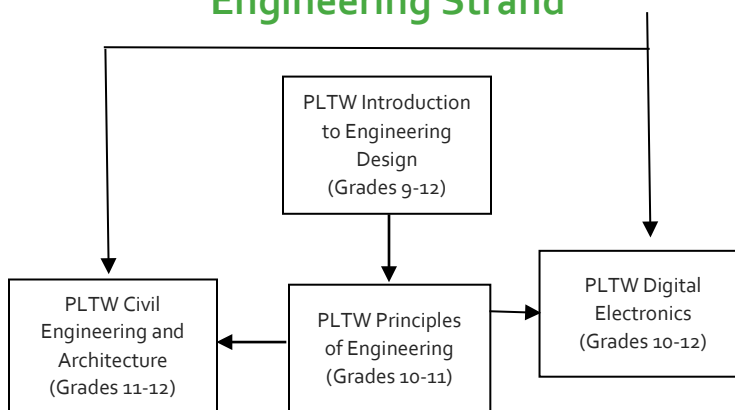 Engineering Strand
PLTW Introduction
to Engineering
Design
(Grades 9-12)
PLTW Civil
Engineering and
Architecture
(Grades 11-12)
PLTW Principles
of Engineering
(Grades 10-11)
PLTW Digital
Electronics
(Grades 10-12)